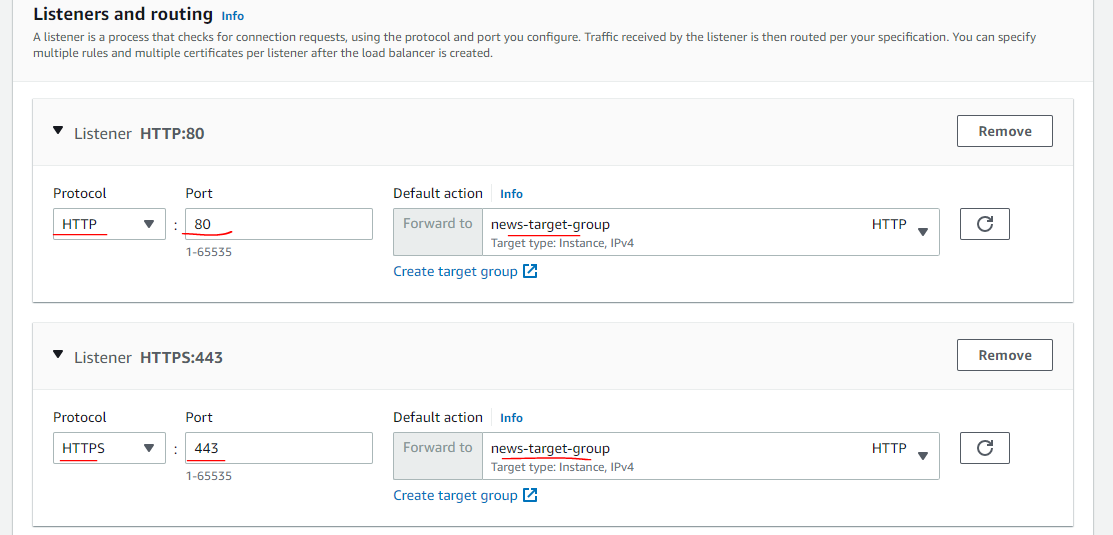 Listeners and routing Info
A listener is a process that checks for connection requests, using the protocol and port you configure. Traffic received by the listener is then routed per your specification. You can specify
multiple rules and multiple certificates per listener after the load balancer is created.
Listener HTTP:80
Remove
Protocol Port Default action Info
HTTP : 80 Forward to news-target-group HTTP
Target type: Instance, IPv4
1-65535
Create target group
Listener HTTPS:443
Remove
Protocol Port Default action Info
HTTPS : 443 Forward to news-target-group HTTP
Target type: Instance, IPv4
1-65535
Create target group